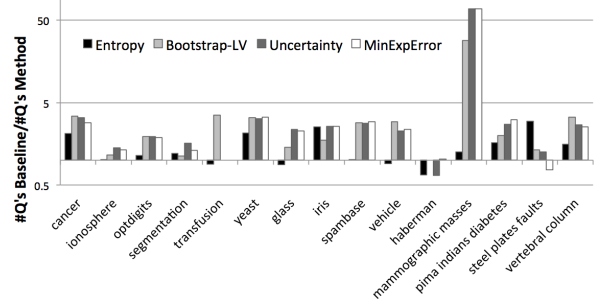 #Q's Baseline/#Q's Method
50
5
0.5
Entropy Bootstrap-LV Uncertainty MinExpError
cancer
ionosphere
optdigits
segmentation
transfusion
yeast
glass
iris
spambase
vehicle
haberman
mammographic masses
pima indians diabetes
steel plates faults
vertebral column